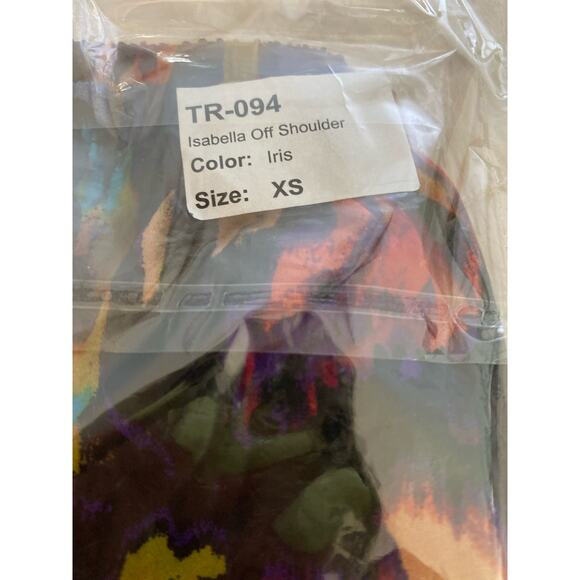 TR-094
Isabella Off Shoulder
Color: Iris
Size: XS